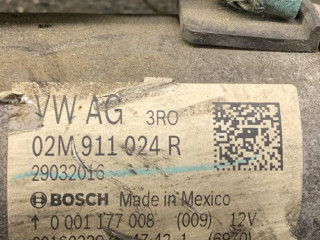 VW AG 3RO
02M 911 024 R
29032016
BOSCH Made in Mexico
↑ 0 001 177 008 (009) 12V